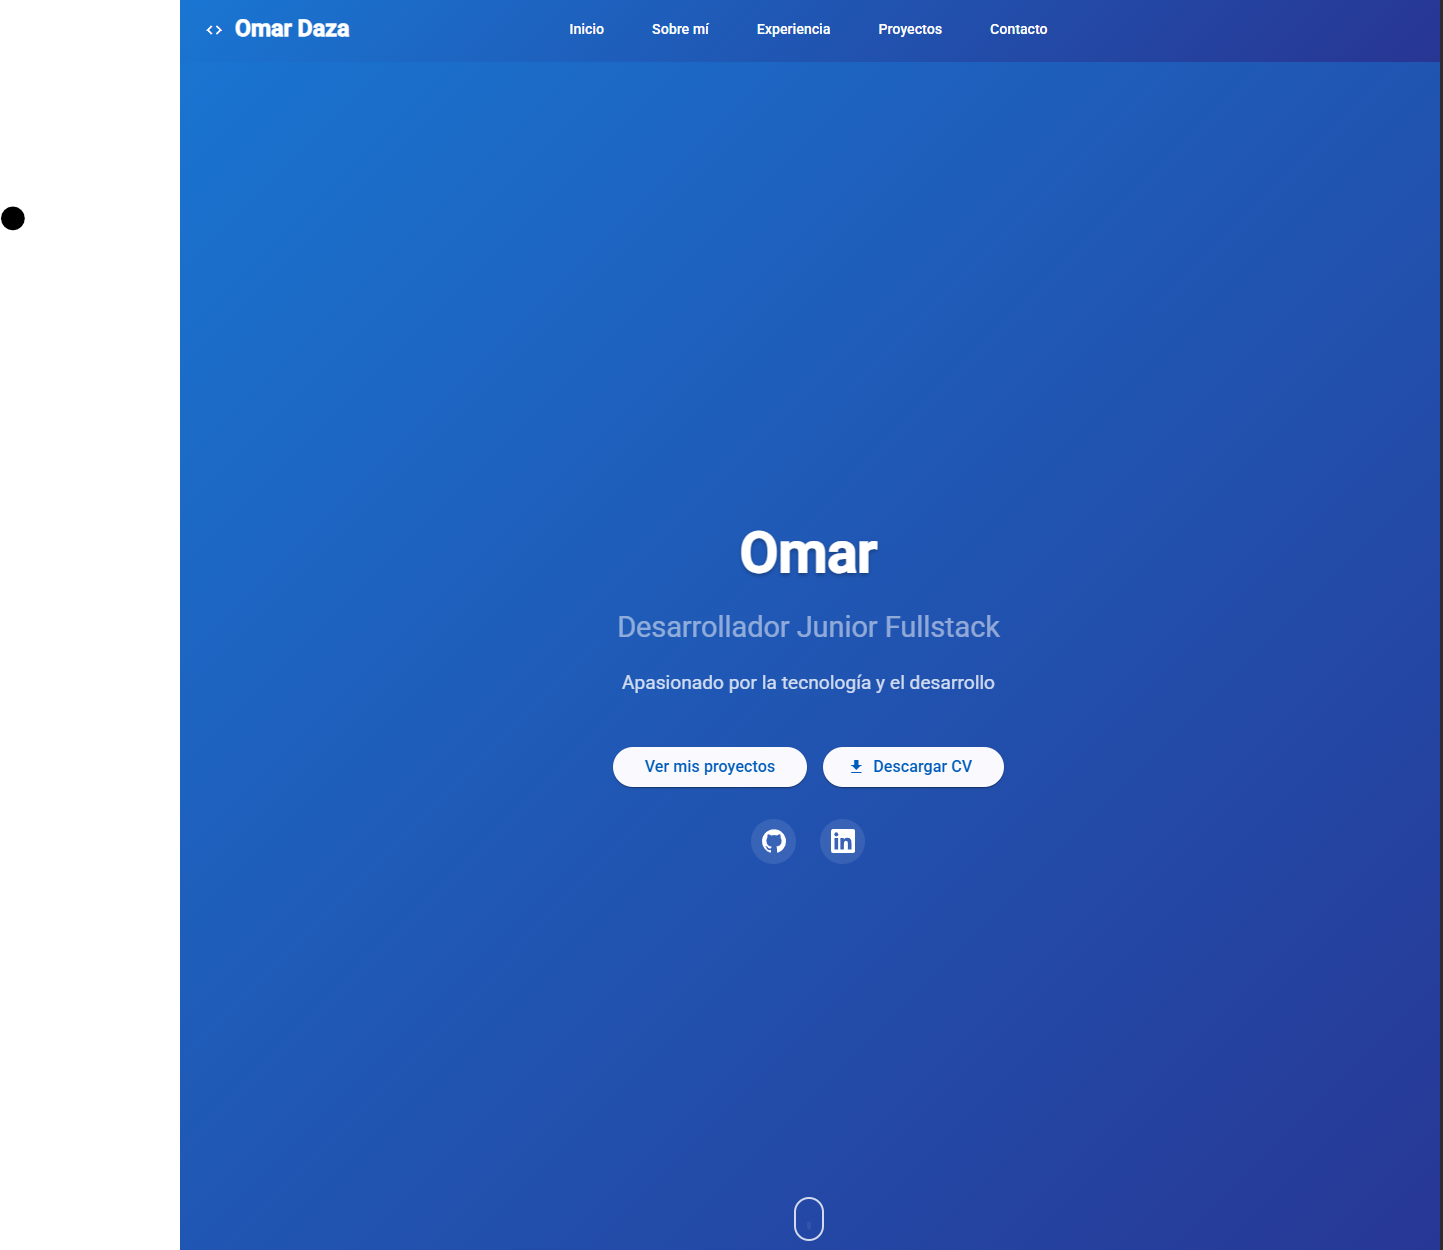 <> Omar Daza
Inicio Sobre mí Experiencia Proyectos Contacto
Omar
Desarrollador Junior Fullstack
Apasionado por la tecnología y el desarrollo
Ver mis proyectos Descargar CV
in